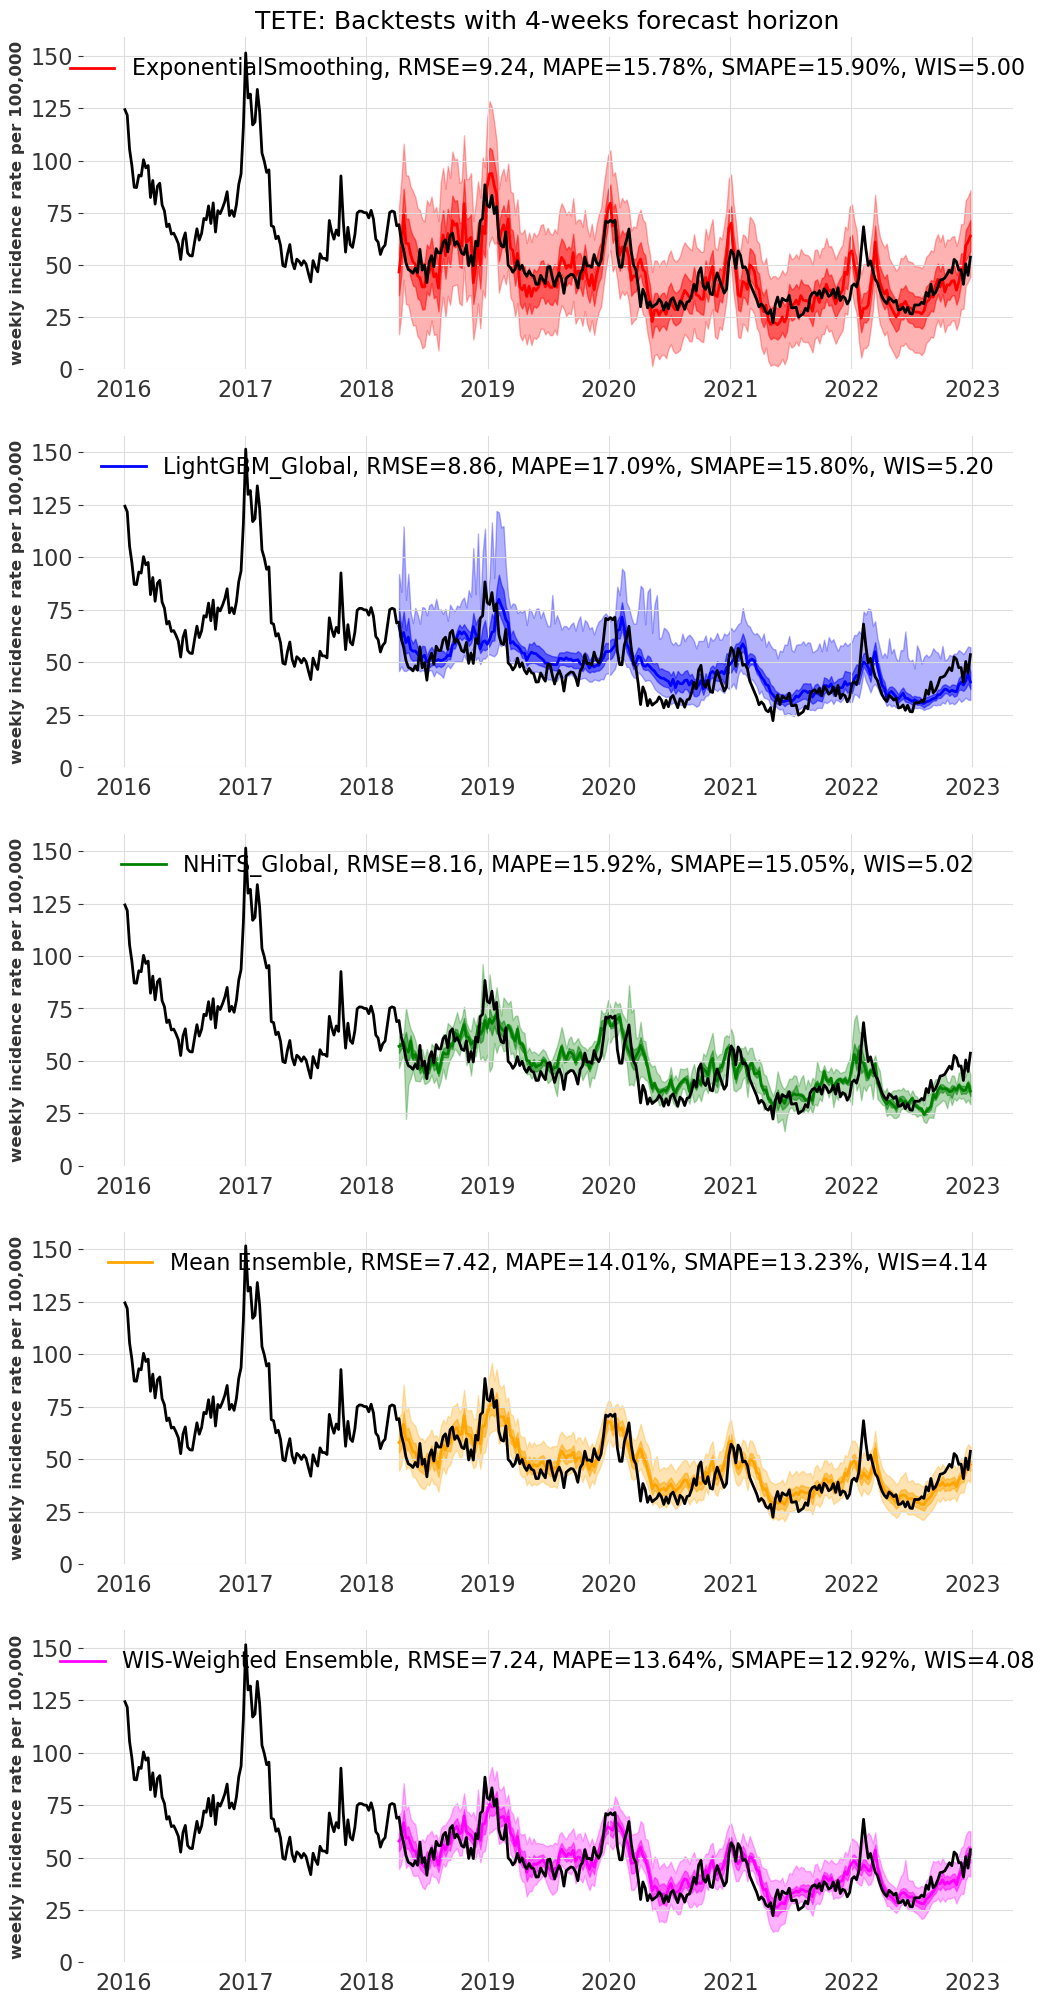 TETE: Backtests with 4-weeks forecast horizon
ExponentialSmoothing, RMSE=9.24, MAPE=15.78%, SMAPE=15.90%, WIS=5.00
weekly incidence rate per 100,000
150
125
100
75
50
25
0
2016 2017 2018 2019 2020 2021 2022 2023
LightGBM_Global, RMSE=8.86, MAPE=17.09%, SMAPE=15.80%, WIS=5.20
weekly incidence rate per 100,000
150
125
100
75
50
25
0
2016 2017 2018 2019 2020 2021 2022 2023
NHiTS_Global, RMSE=8.16, MAPE=15.92%, SMAPE=15.05%, WIS=5.02
weekly incidence rate per 100,000
150
125
100
75
50
25
0
2016 2017 2018 2019 2020 2021 2022 2023
Mean Ensemble, RMSE=7.42, MAPE=14.01%, SMAPE=13.23%, WIS=4.14
weekly incidence rate per 100,000
150
125
100
75
50
25
0
2016 2017 2018 2019 2020 2021 2022 2023
WIS-Weighted Ensemble, RMSE=7.24, MAPE=13.64%, SMAPE=12.92%, WIS=4.08
weekly incidence rate per 100,000
150
125
100
75
50
25
0
2016 2017 2018 2019 2020 2021 2022 2023